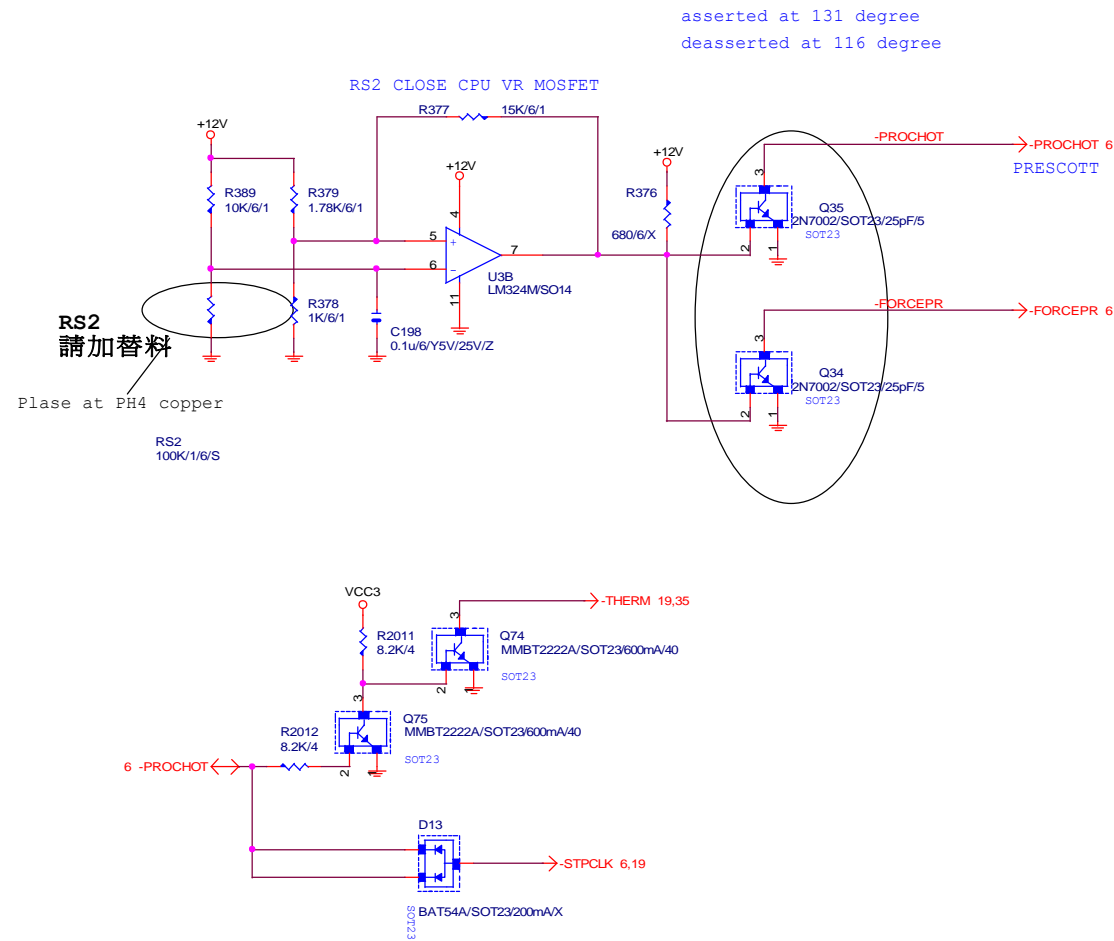 asserted at 131 degree
deasserted at 116 degree
RS2 CLOSE CPU VR MOSFET
R377
15K/6/1
+12V
+12V
+12V
-PROCHOT
-PROCHOT 6
PRESCOTT
R389
10K/6/1
R379
1.78K/6/1
R376
680/6/X
4
5
+
6
-
7
11
U3B
LM324M/SO14
3
2
1
Q35
2N7002/SOT23/25pF/5
SOT23
RS2
請加替料
R378
1K/6/1
C198
0.1u/6/Y5V/25V/Z
-FORCEPR
-FORCEPR 6
3
2
1
Q34
2N7002/SOT23/25pF/5
SOT23
Plase at PH4 copper
RS2
100K/1/6/S
VCC3
R2011
8.2K/4
3
2
1
Q74
MMBT2222A/SOT23/600mA/40
SOT23
-THERM 19,35
R2012
8.2K/4
3
2
1
Q75
MMBT2222A/SOT23/600mA/40
SOT23
6 -PROCHOT
D13
-STPCLK 6,19
BAT54A/SOT23/200mA/X
SOT23